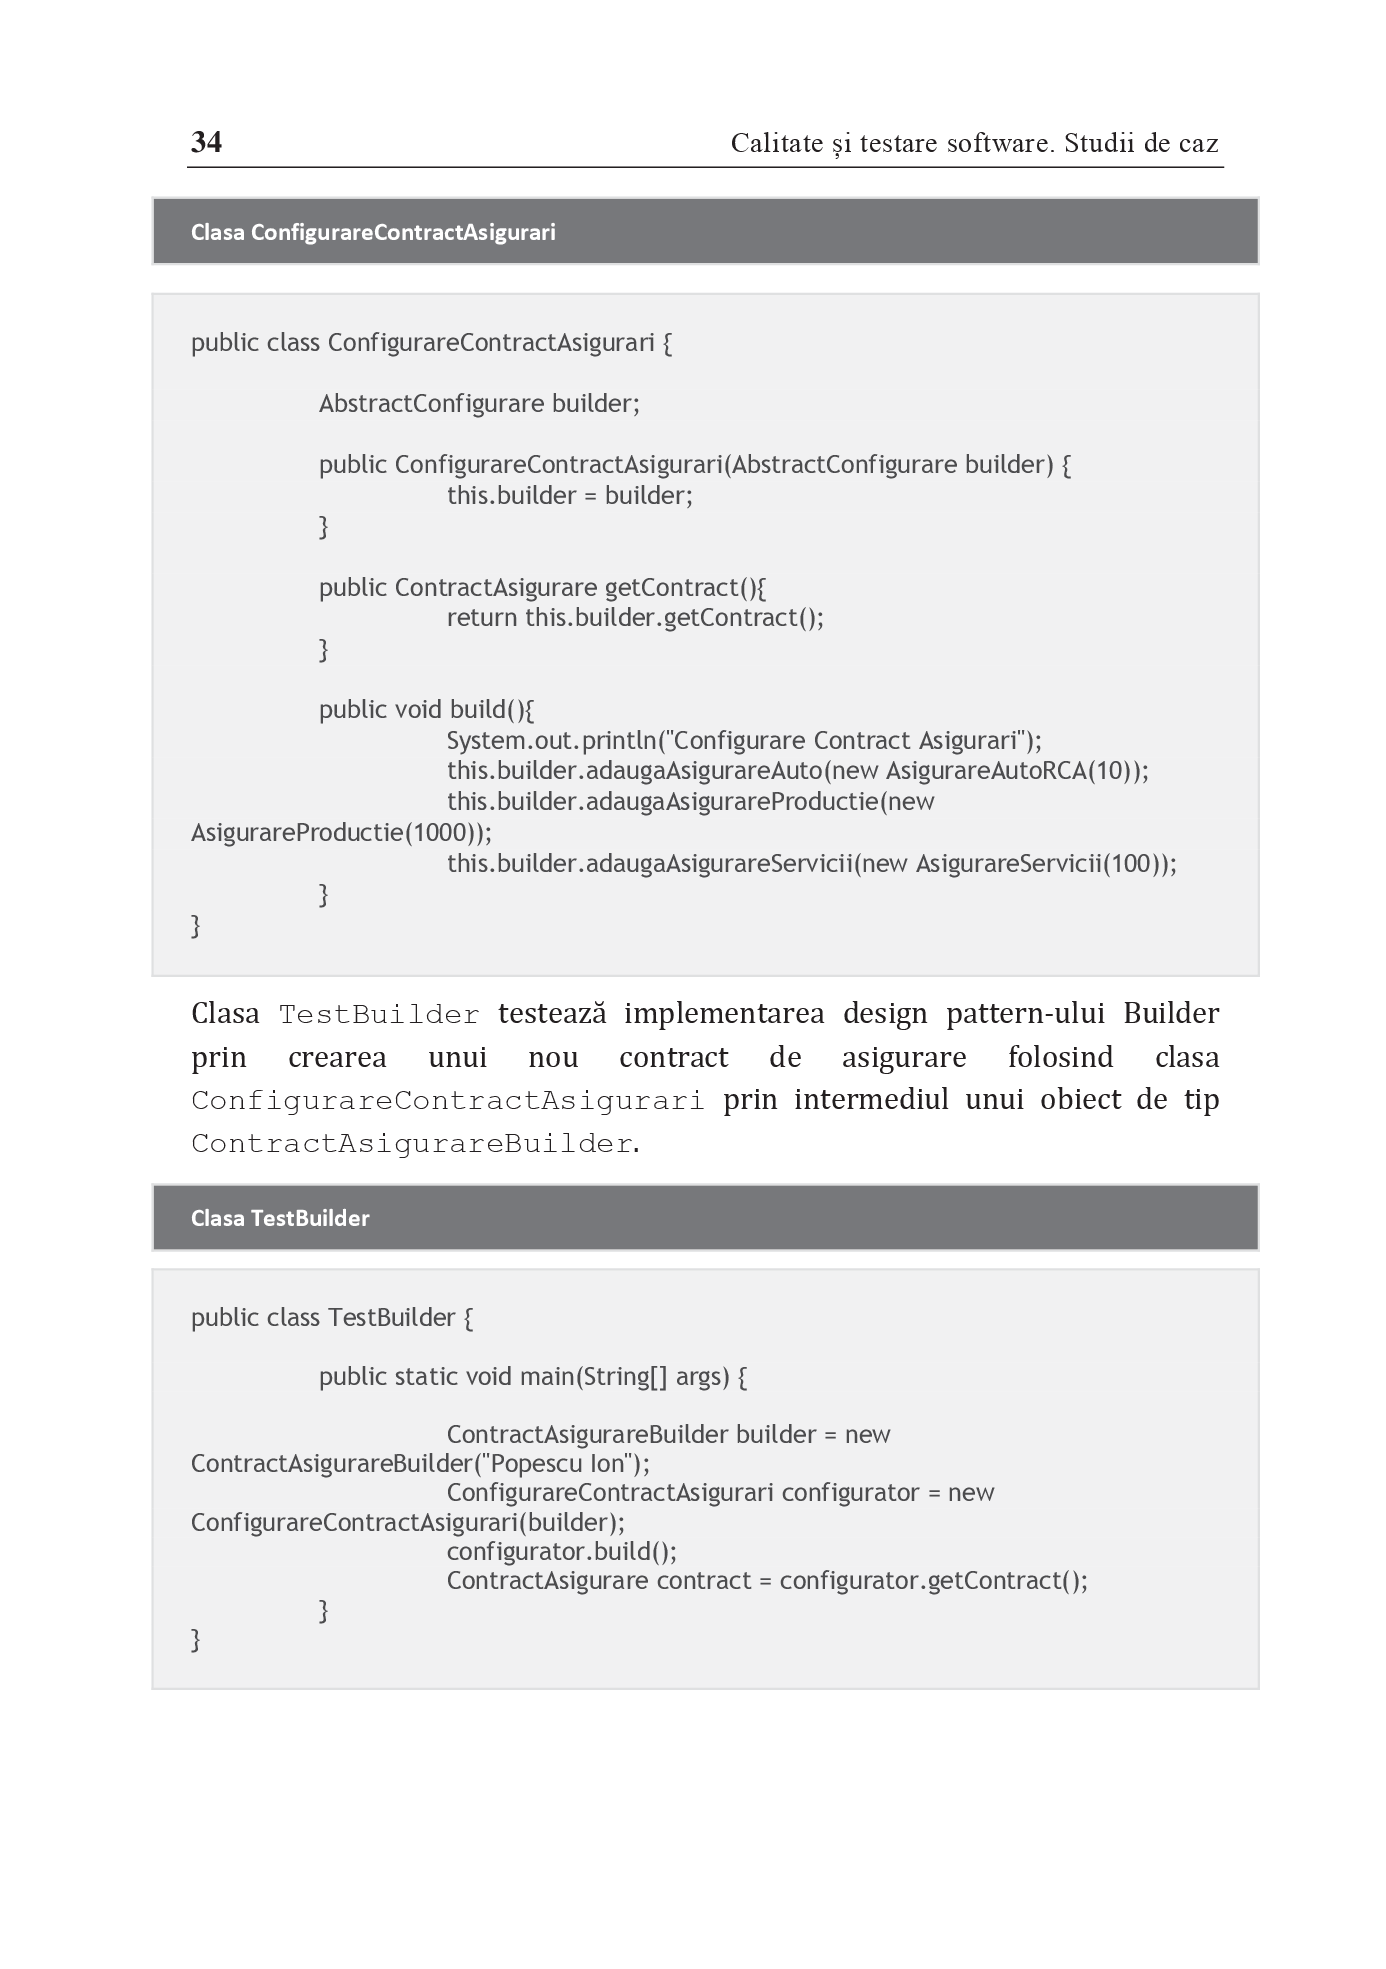 34 Calitate și testare software. Studii de caz
Clasa ConfigurareContractAsigurari
public class ConfigurareContractAsigurari {
AbstractConfigurare builder;
public ConfigurareContractAsigurari(AbstractConfigurare builder) {
this.builder = builder;
}
public ContractAsigurare getContract(){
return this.builder.getContract();
}
public void build(){
System.out.println("Configurare Contract Asigurari");
this.builder.adaugaAsigurareAuto(new AsigurareAutoRCA(10));
this.builder.adaugaAsigurareProductie(new
AsigurareProductie(1000));
this.builder.adaugaAsigurareServicii(new AsigurareServicii(100));
}
}
Clasa TestBuilder testează implementarea design pattern-ului Builder
prin crearea unui nou contract de asigurare folosind clasa
ConfigurareContractAsigurari prin intermediul unui obiect de tip
ContractAsigurareBuilder.
Clasa TestBuilder
public class TestBuilder {
public static void main(String[] args) {
ContractAsigurareBuilder builder = new
ContractAsigurareBuilder("Popescu Ion");
ConfigurareContractAsigurari configurator = new
ConfigurareContractAsigurari(builder);
configurator.build();
ContractAsigurare contract = configurator.getContract();
}
}